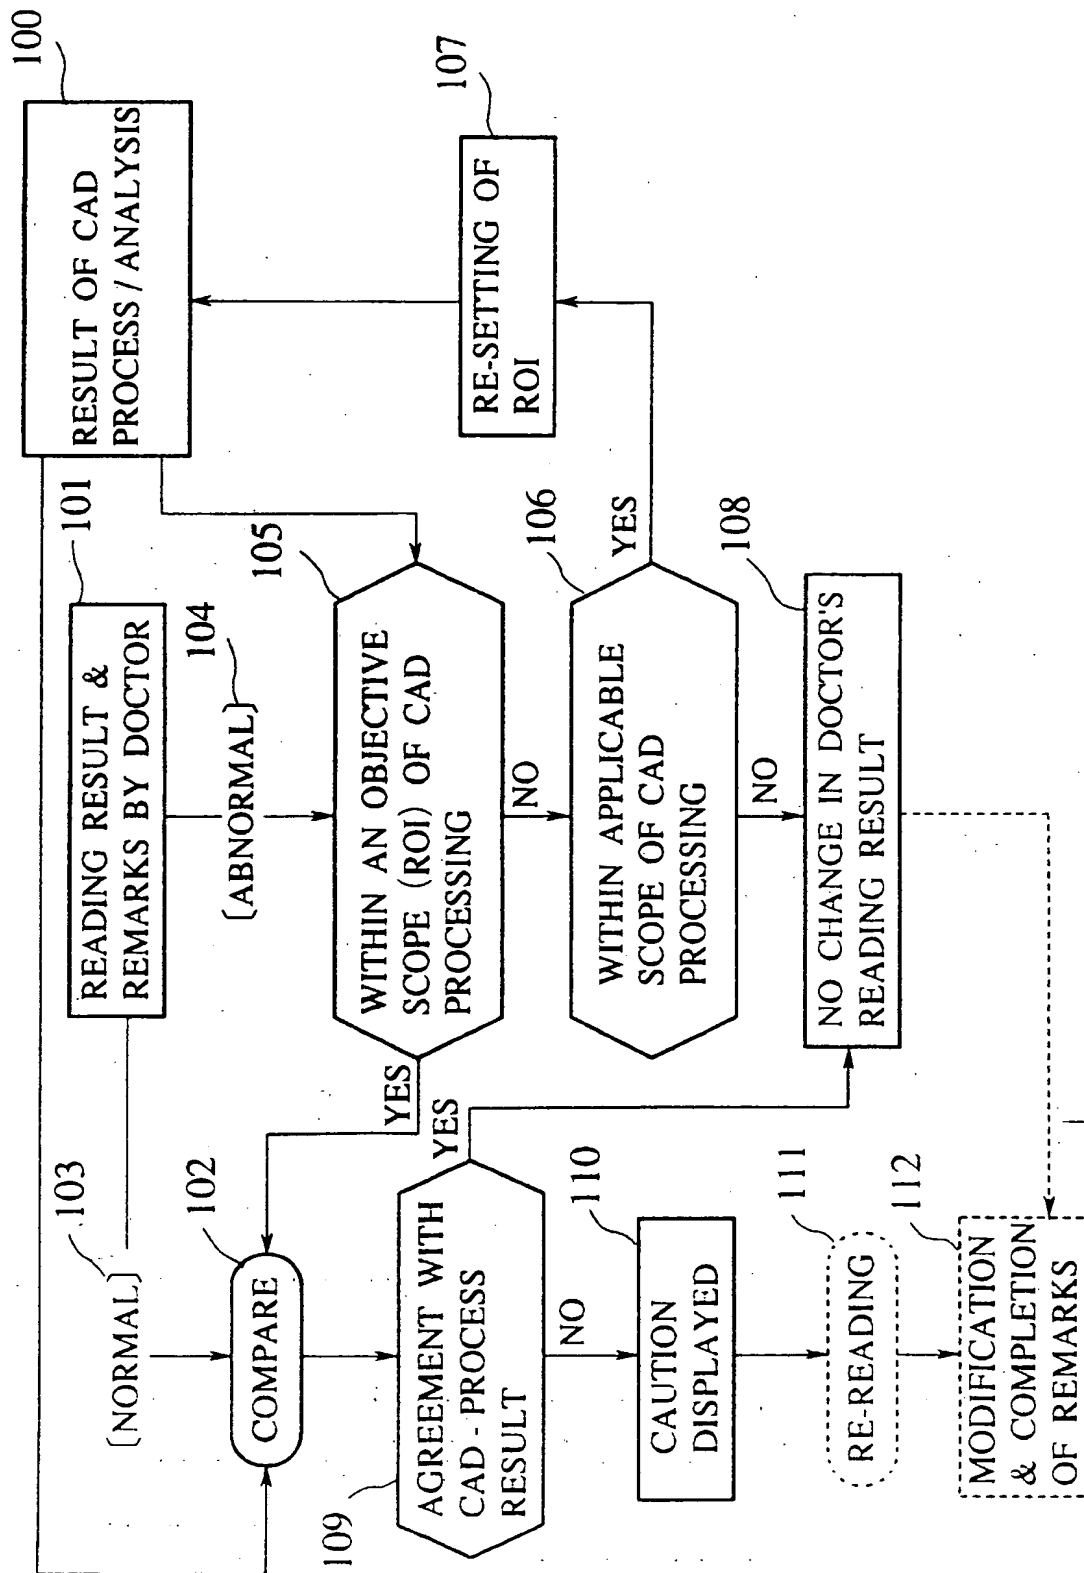 100
RESULT OF CAD
PROCESS / ANALYSIS
101
READING RESULT &
REMARKS BY DOCTOR
103
[NORMAL]
104
[ABNORMAL]
102
COMPARE
105
WITHIN AN OBJECTIVE
SCOPE (ROI) OF CAD
PROCESSING
YES
NO
107
RE-SETTING OF
ROI
109
AGREEMENT WITH
CAD - PROCESS
RESULT
YES
NO
106
WITHIN APPLICABLE
SCOPE OF CAD
PROCESSING
YES
NO
110
CAUTION
DISPLAYED
108
NO CHANGE IN DOCTOR'S
READING RESULT
111
RE-READING
112
MODIFICATION
& COMPLETION
OF REMARKS